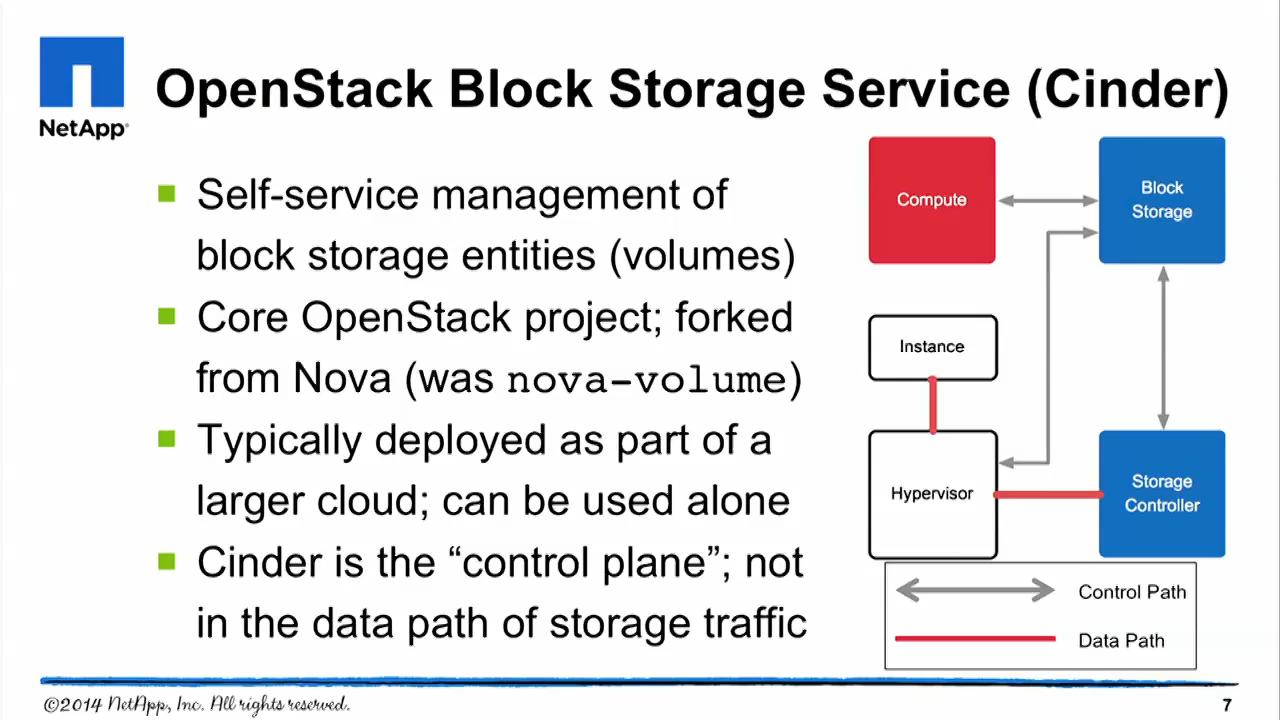 NetApp®
OpenStack Block Storage Service (Cinder)
Self-service management of
block storage entities (volumes)
Core OpenStack project; forked
from Nova (was nova-volume)
Typically deployed as part of a
larger cloud; can be used alone
Cinder is the “control plane”; not
in the data path of storage traffic
Compute
Block
Storage
Instance
Hypervisor
Storage
Controller
Control Path
Data Path
©2014 NetApp, Inc. All rights reserved.
7